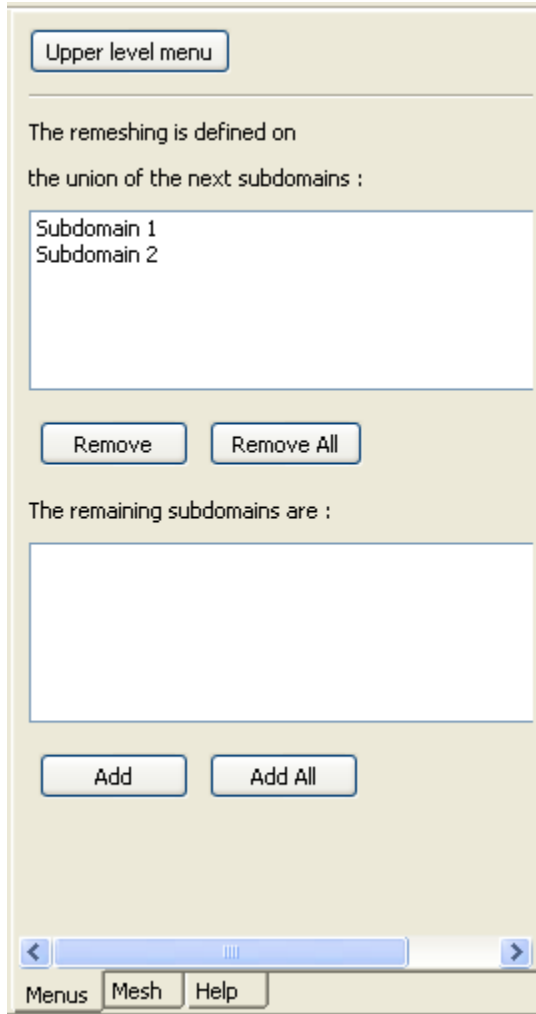 Upper level menu
The remeshing is defined on
the union of the next subdomains :
Subdomain 1
Subdomain 2
Remove Remove All
The remaining subdomains are :
Add Add All
Menus Mesh Help